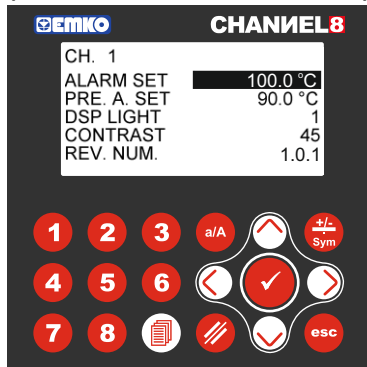 EMKO CHANNEL8
CH. 1
ALARM SET 100.0 °C
PRE. A. SET 90.0 °C
DSP LIGHT 1
CONTRAST 45
REV. NUM. 1.0.1
1 2 3 a/A +/- Sym
4 5 6
7 8 esc